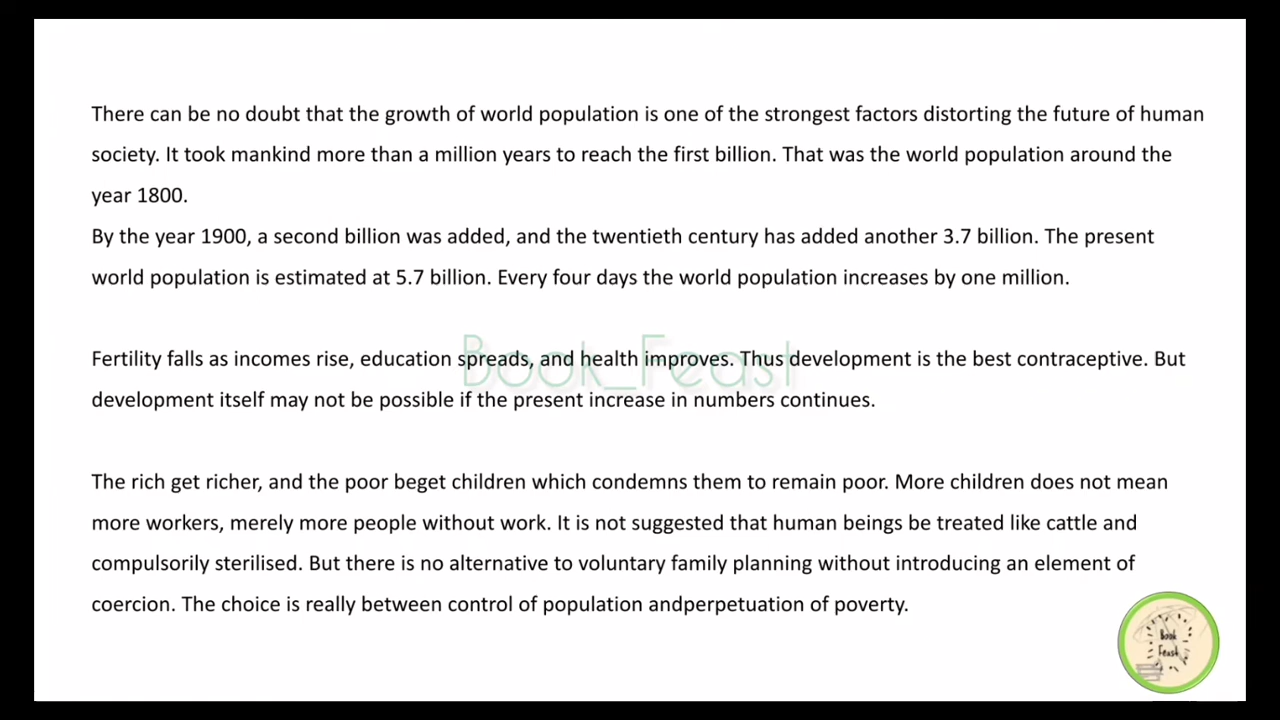 There can be no doubt that the growth of world population is one of the strongest factors distorting the future of human
society. It took mankind more than a million years to reach the first billion. That was the world population around the
year 1800.
By the year 1900, a second billion was added, and the twentieth century has added another 3.7 billion. The present
world population is estimated at 5.7 billion. Every four days the world population increases by one million.
Fertility falls as incomes rise, education spreads, and health improves. Thus development is the best contraceptive. But
Book_Feast
development itself may not be possible if the present increase in numbers continues.
The rich get richer, and the poor beget children which condemns them to remain poor. More children does not mean
more workers, merely more people without work. It is not suggested that human beings be treated like cattle and
compulsorily sterilised. But there is no alternative to voluntary family planning without introducing an element of
coercion. The choice is really between control of population andperpetuation of poverty.
Book
Feast